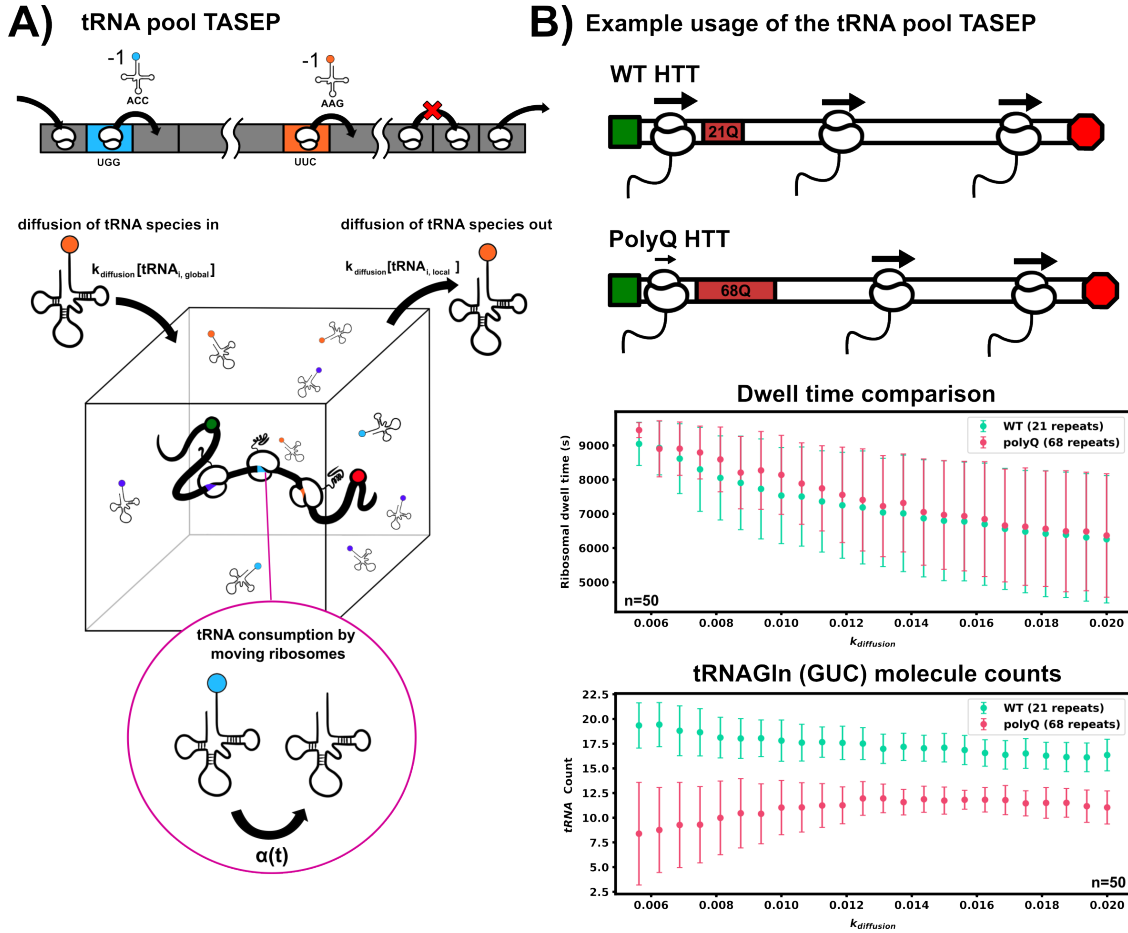 A)
tRNA pool TASEP
-1
ACC
-1
AAG
UGG
UUC
diffusion of tRNA species in
k diffusion [tRNA i, global ]
diffusion of tRNA species out
k diffusion [tRNA i, local ]
tRNA consumption by
moving ribosomes
α(t)
B)
Example usage of the tRNA pool TASEP
WT HTT
21Q
PolyQ HTT
68Q
Dwell time comparison
Ribosomal dwell time (s)
9000
8000
7000
6000
5000
WT (21 repeats)
polyQ (68 repeats)
n=50
0.006 0.008 0.010 0.012 0.014 0.016 0.018 0.020
k diffusion
tRNAGln (GUC) molecule counts
tRNA Count
22.5
20.0
17.5
15.0
12.5
10.0
7.5
5.0
2.5
WT (21 repeats)
polyQ (68 repeats)
n=50
0.006 0.008 0.010 0.012 0.014 0.016 0.018 0.020
k diffusion